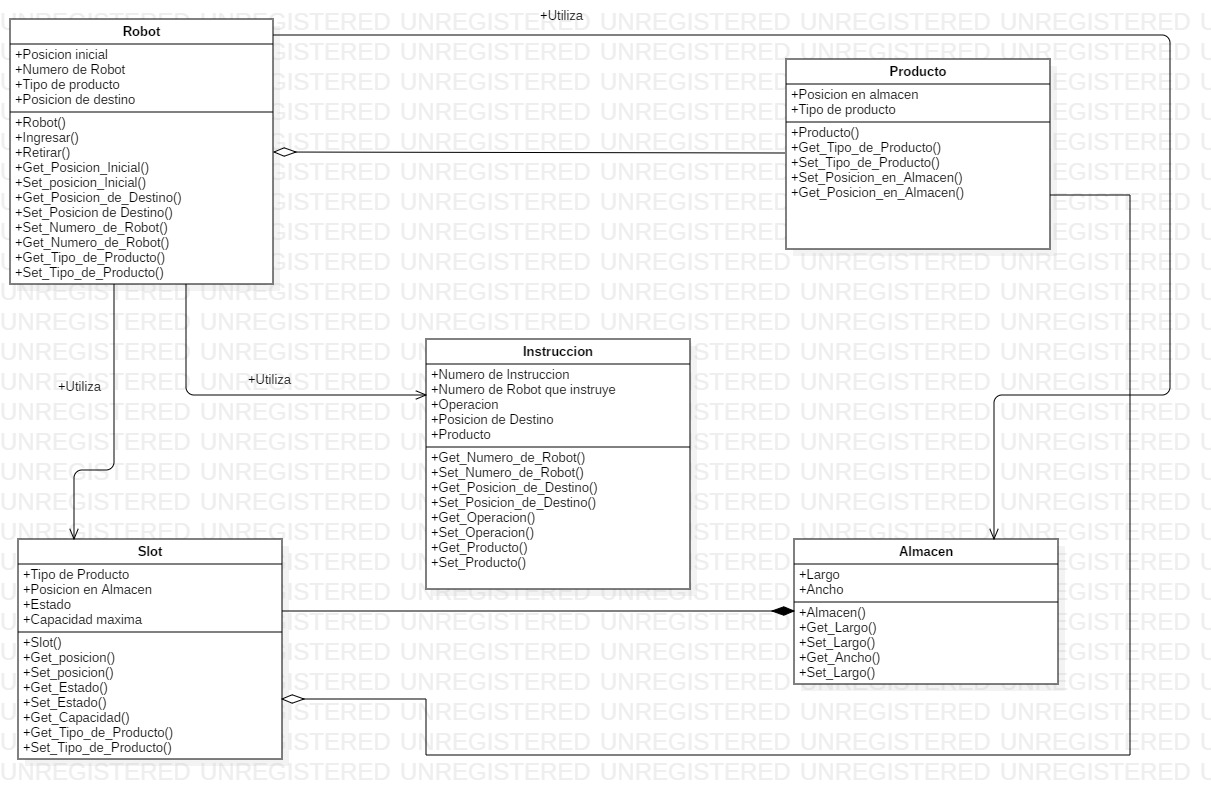 +Utiliza
Robot
+Posicion inicial
+Numero de Robot
+Tipo de producto
+Posicion de destino
+Robot()
+Ingresar()
+Retirar()
+Get_Posicion_Inicial()
+Set_posicion_Inicial()
+Get_Posicion_de_Destino()
+Set_Posicion de Destino()
+Set_Numero_de_Robot()
+Get_Numero_de_Robot()
+Get_Tipo_de_Producto()
+Set_Tipo_de_Producto()
Producto
+Posicion en almacen
+Tipo de producto
+Producto()
+Get_Tipo_de_Producto()
+Set_Tipo_de_Producto()
+Set_Posicion_en_Almacen()
+Get_Posicion_en_Almacen()
+Utiliza
+Utiliza
Instruccion
+Numero de Instruccion
+Numero de Robot que instruye
+Operacion
+Posicion de Destino
+Producto
+Get_Numero_de_Robot()
+Set_Numero_de_Robot()
+Get_Posicion_de_Destino()
+Set_Posicion_de_Destino()
+Get_Operacion()
+Set_Operacion()
+Get_Producto()
+Set_Producto()
Slot
+Tipo de Producto
+Posicion en Almacen
+Estado
+Capacidad maxima
+Slot()
+Get_posicion()
+Set_posicion()
+Get_Estado()
+Set_Estado()
+Get_Capacidad()
+Get_Tipo_de_Producto()
+Set_Tipo_de_Producto()
Almacen
+Largo
+Ancho
+Almacen()
+Get_Largo()
+Set_Largo()
+Get_Ancho()
+Set_Largo()
UNREGISTERED